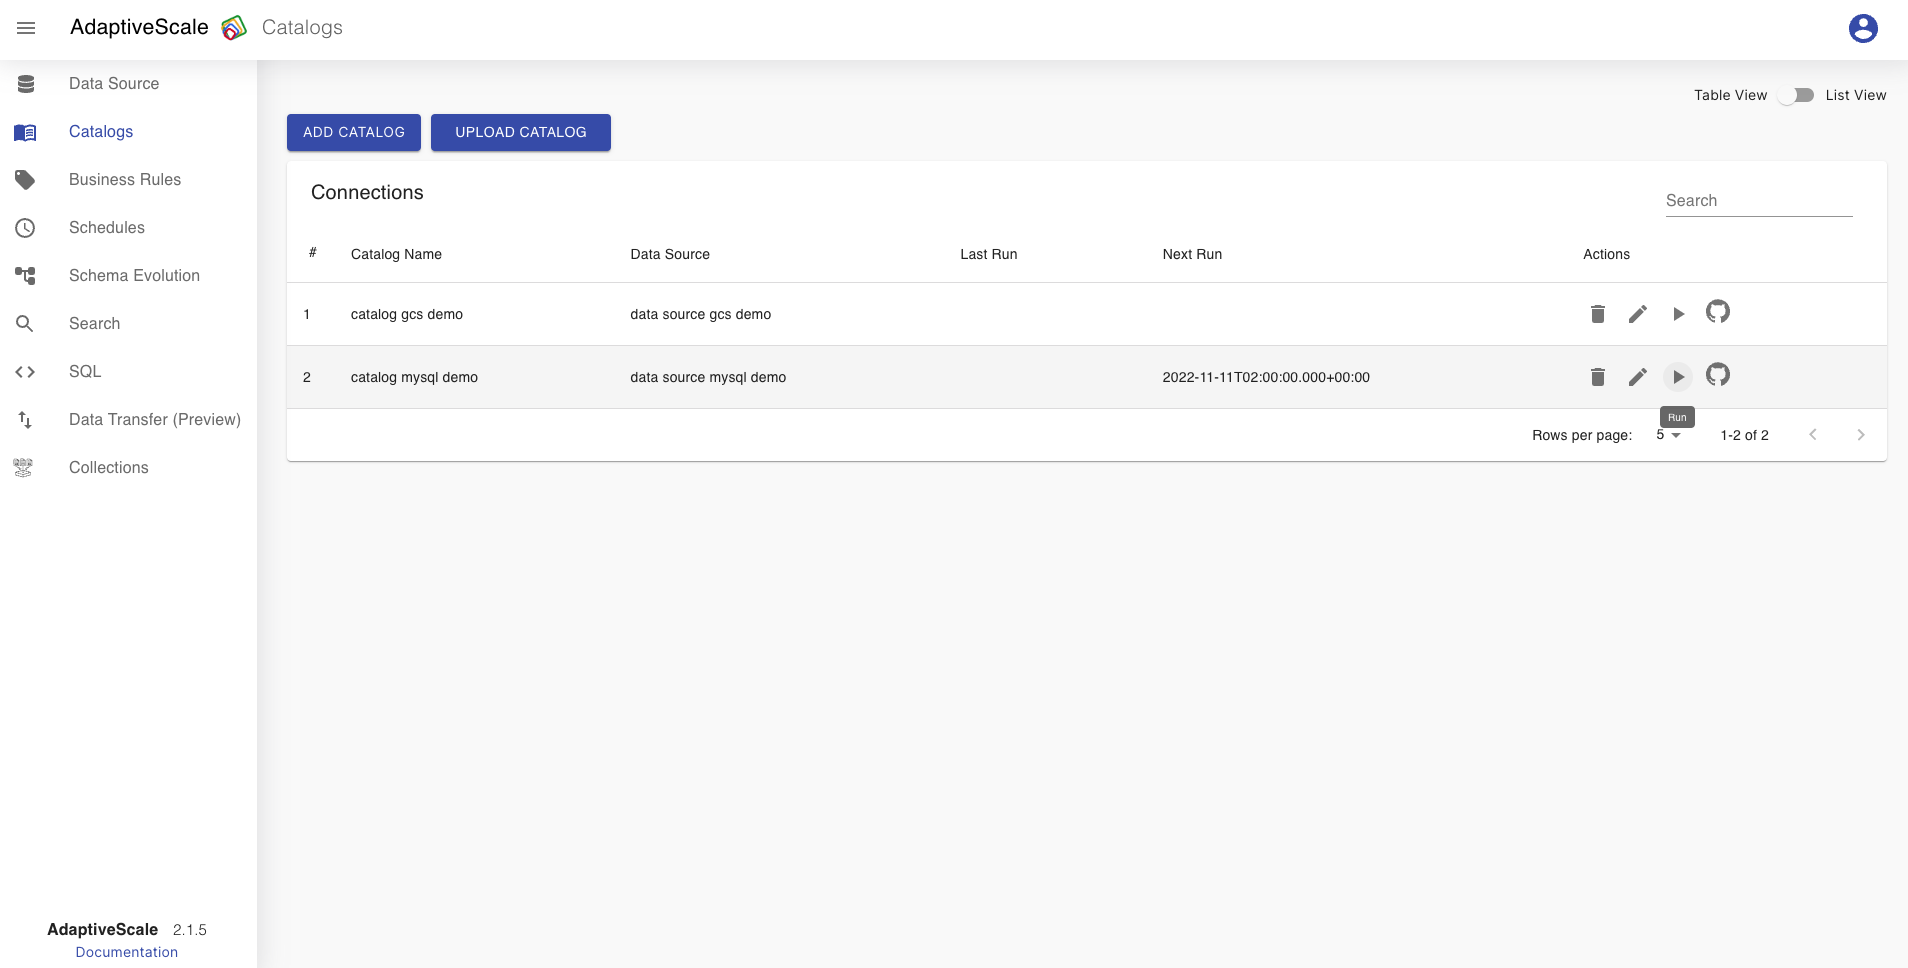 AdaptiveScale Catalogs
Data Source
Catalogs
Business Rules
Schedules
Schema Evolution
Search
SQL
Data Transfer (Preview)
Collections
AdaptiveScale 2.1.5
Documentation
Table View List View
ADD CATALOG UPLOAD CATALOG
Connections
Search
# Catalog Name Data Source Last Run Next Run Actions
1 catalog gcs demo data source gcs demo
2 catalog mysql demo data source mysql demo 2022-11-11T02:00:00.000+00:00
Run
Rows per page: 5 1-2 of 2